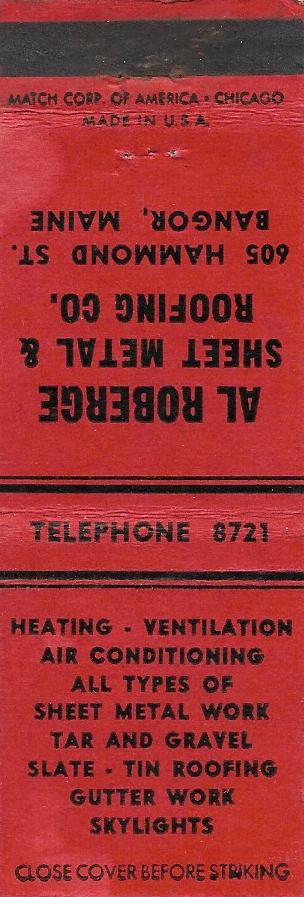 MATCH CORP. OF AMERICA • CHICAGO
MADE IN U.S.A.
AL ROBERGE
SHEET METAL &
ROOFING CO.
605 HAMMOND ST.
BANGOR, MAINE
TELEPHONE 8721
HEATING - VENTILATION
AIR CONDITIONING
ALL TYPES OF
SHEET METAL WORK
TAR AND GRAVEL
SLATE - TIN ROOFING
GUTTER WORK
SKYLIGHTS
CLOSE COVER BEFORE STRIKING